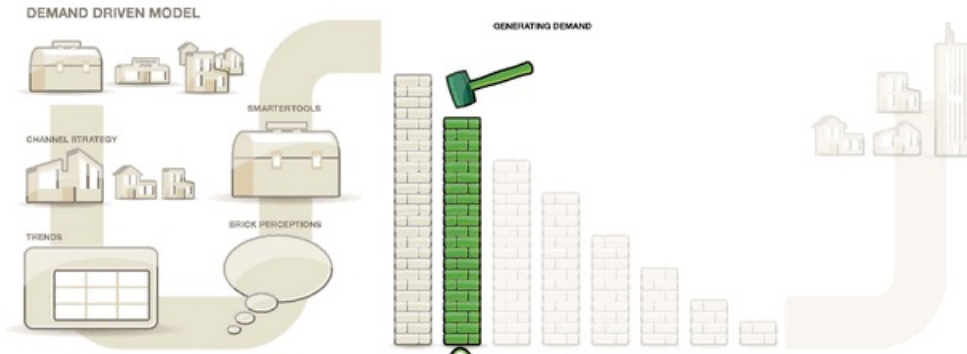 DEMAND DRIVEN MODEL
GENERATING DEMAND
SMARTERTOOLS
CHANNEL STRATEGY
BRICK PERCEPTIONS
TRENDS